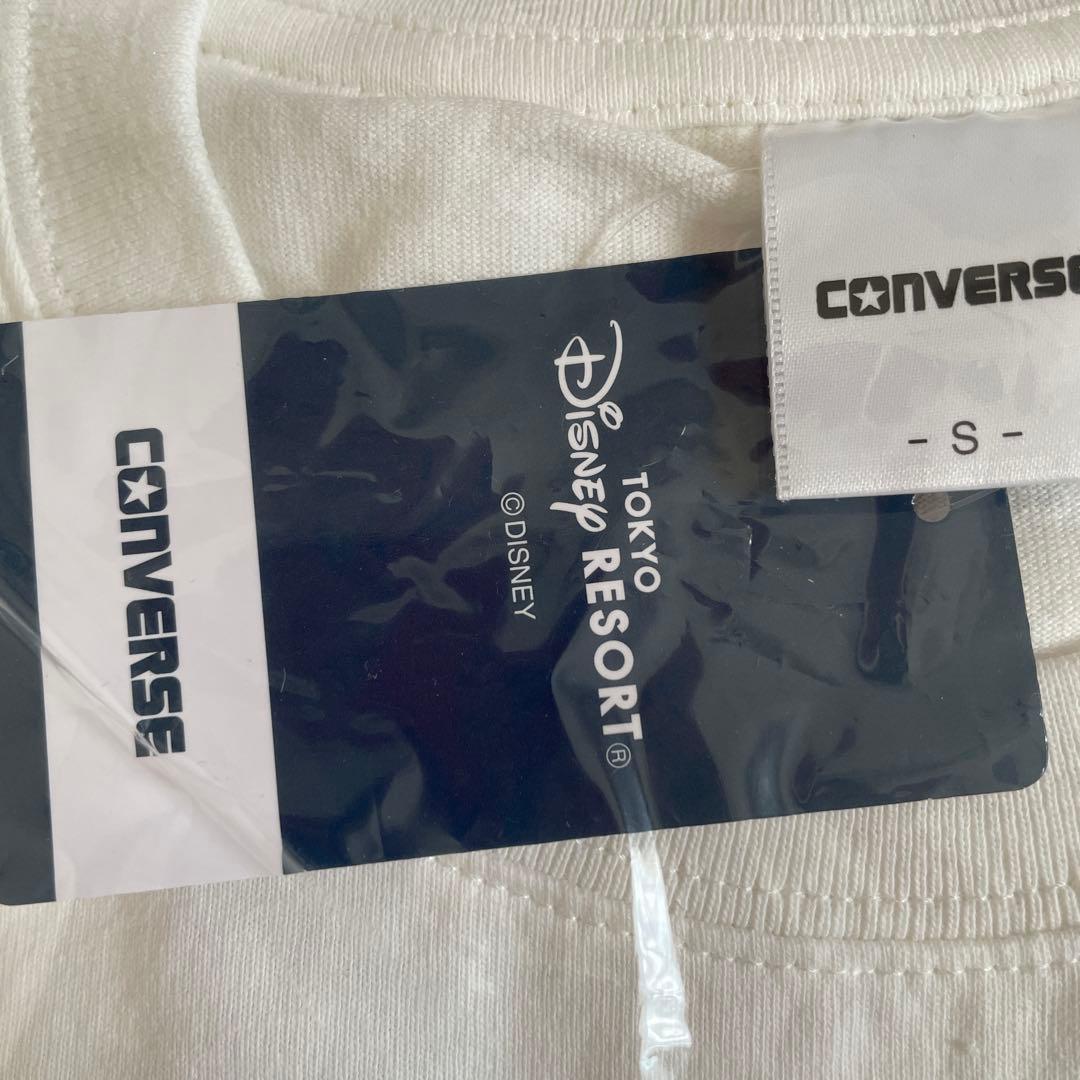 CONVERSE
- S -
TOKYO
Disney RESORT®
© DISNEY
CONVERSE